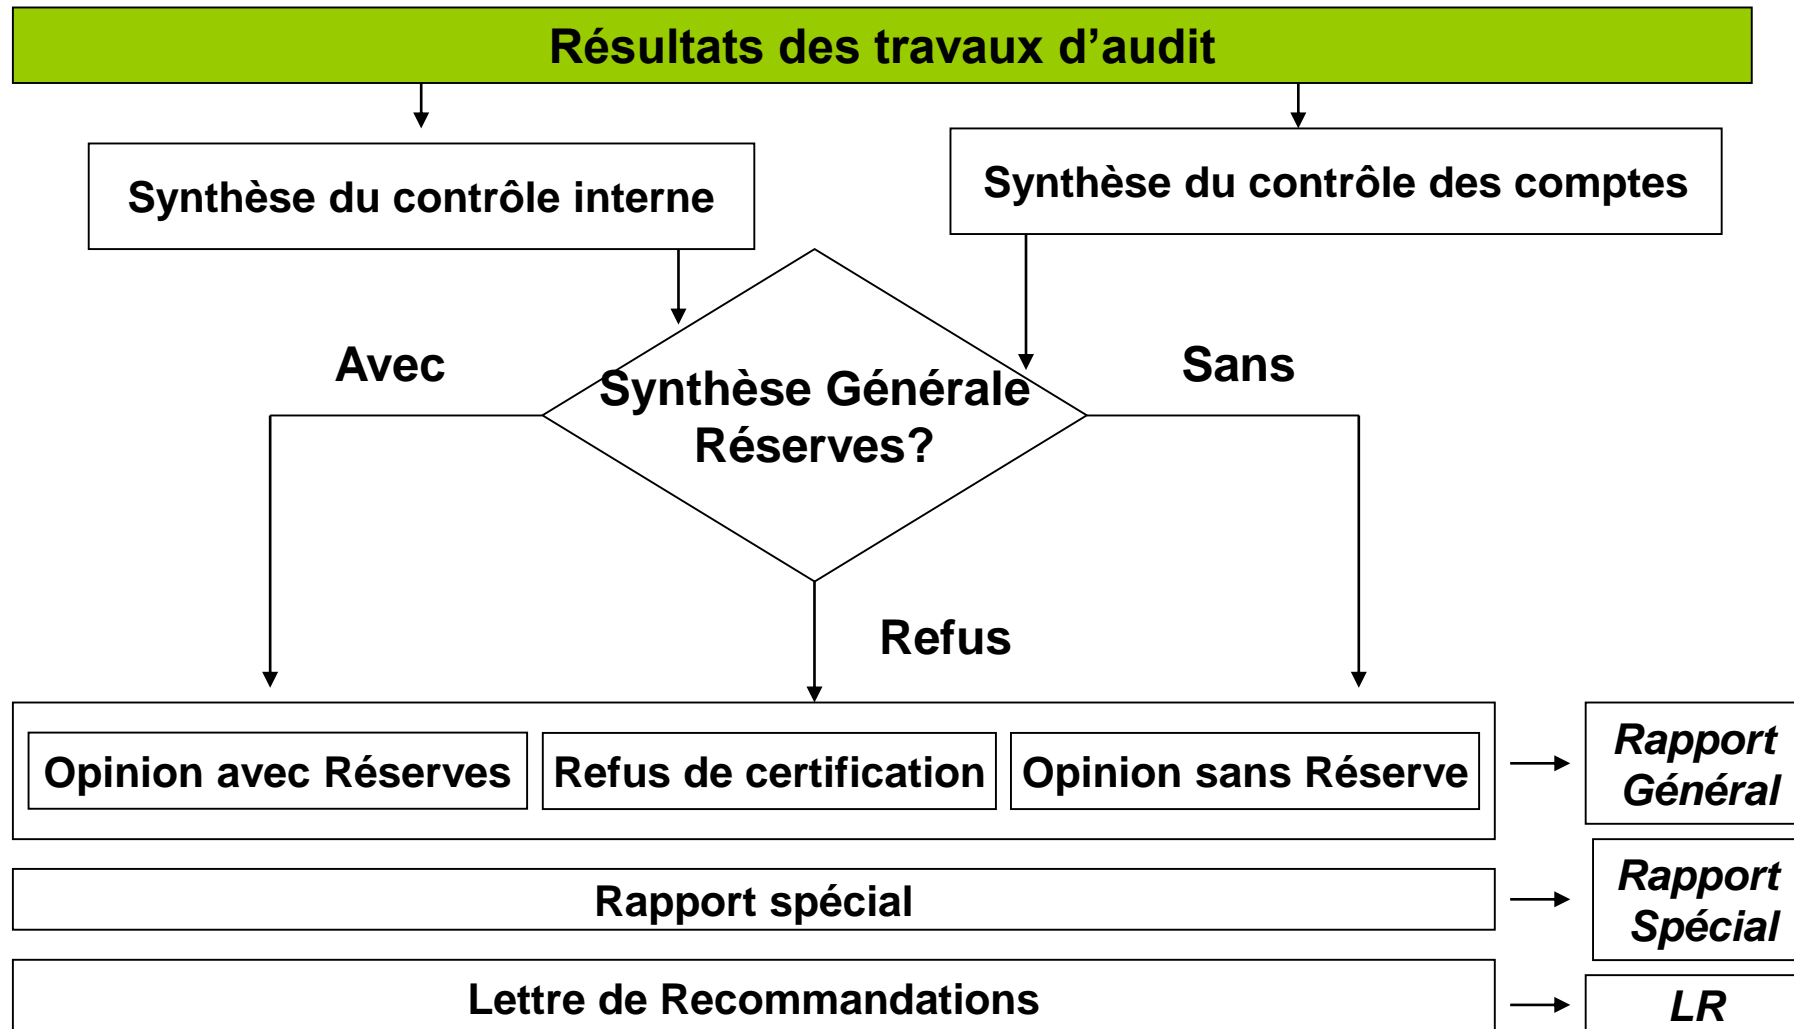 Résultats des travaux d’audit
Synthèse du contrôle interne
Synthèse du contrôle des comptes
Avec
Sans
Synthèse Générale
Réserves?
Refus
Opinion avec Réserves
Refus de certification
Opinion sans Réserve
Rapport
Général
Rapport spécial
Rapport
Spécial
Lettre de Recommandations
LR